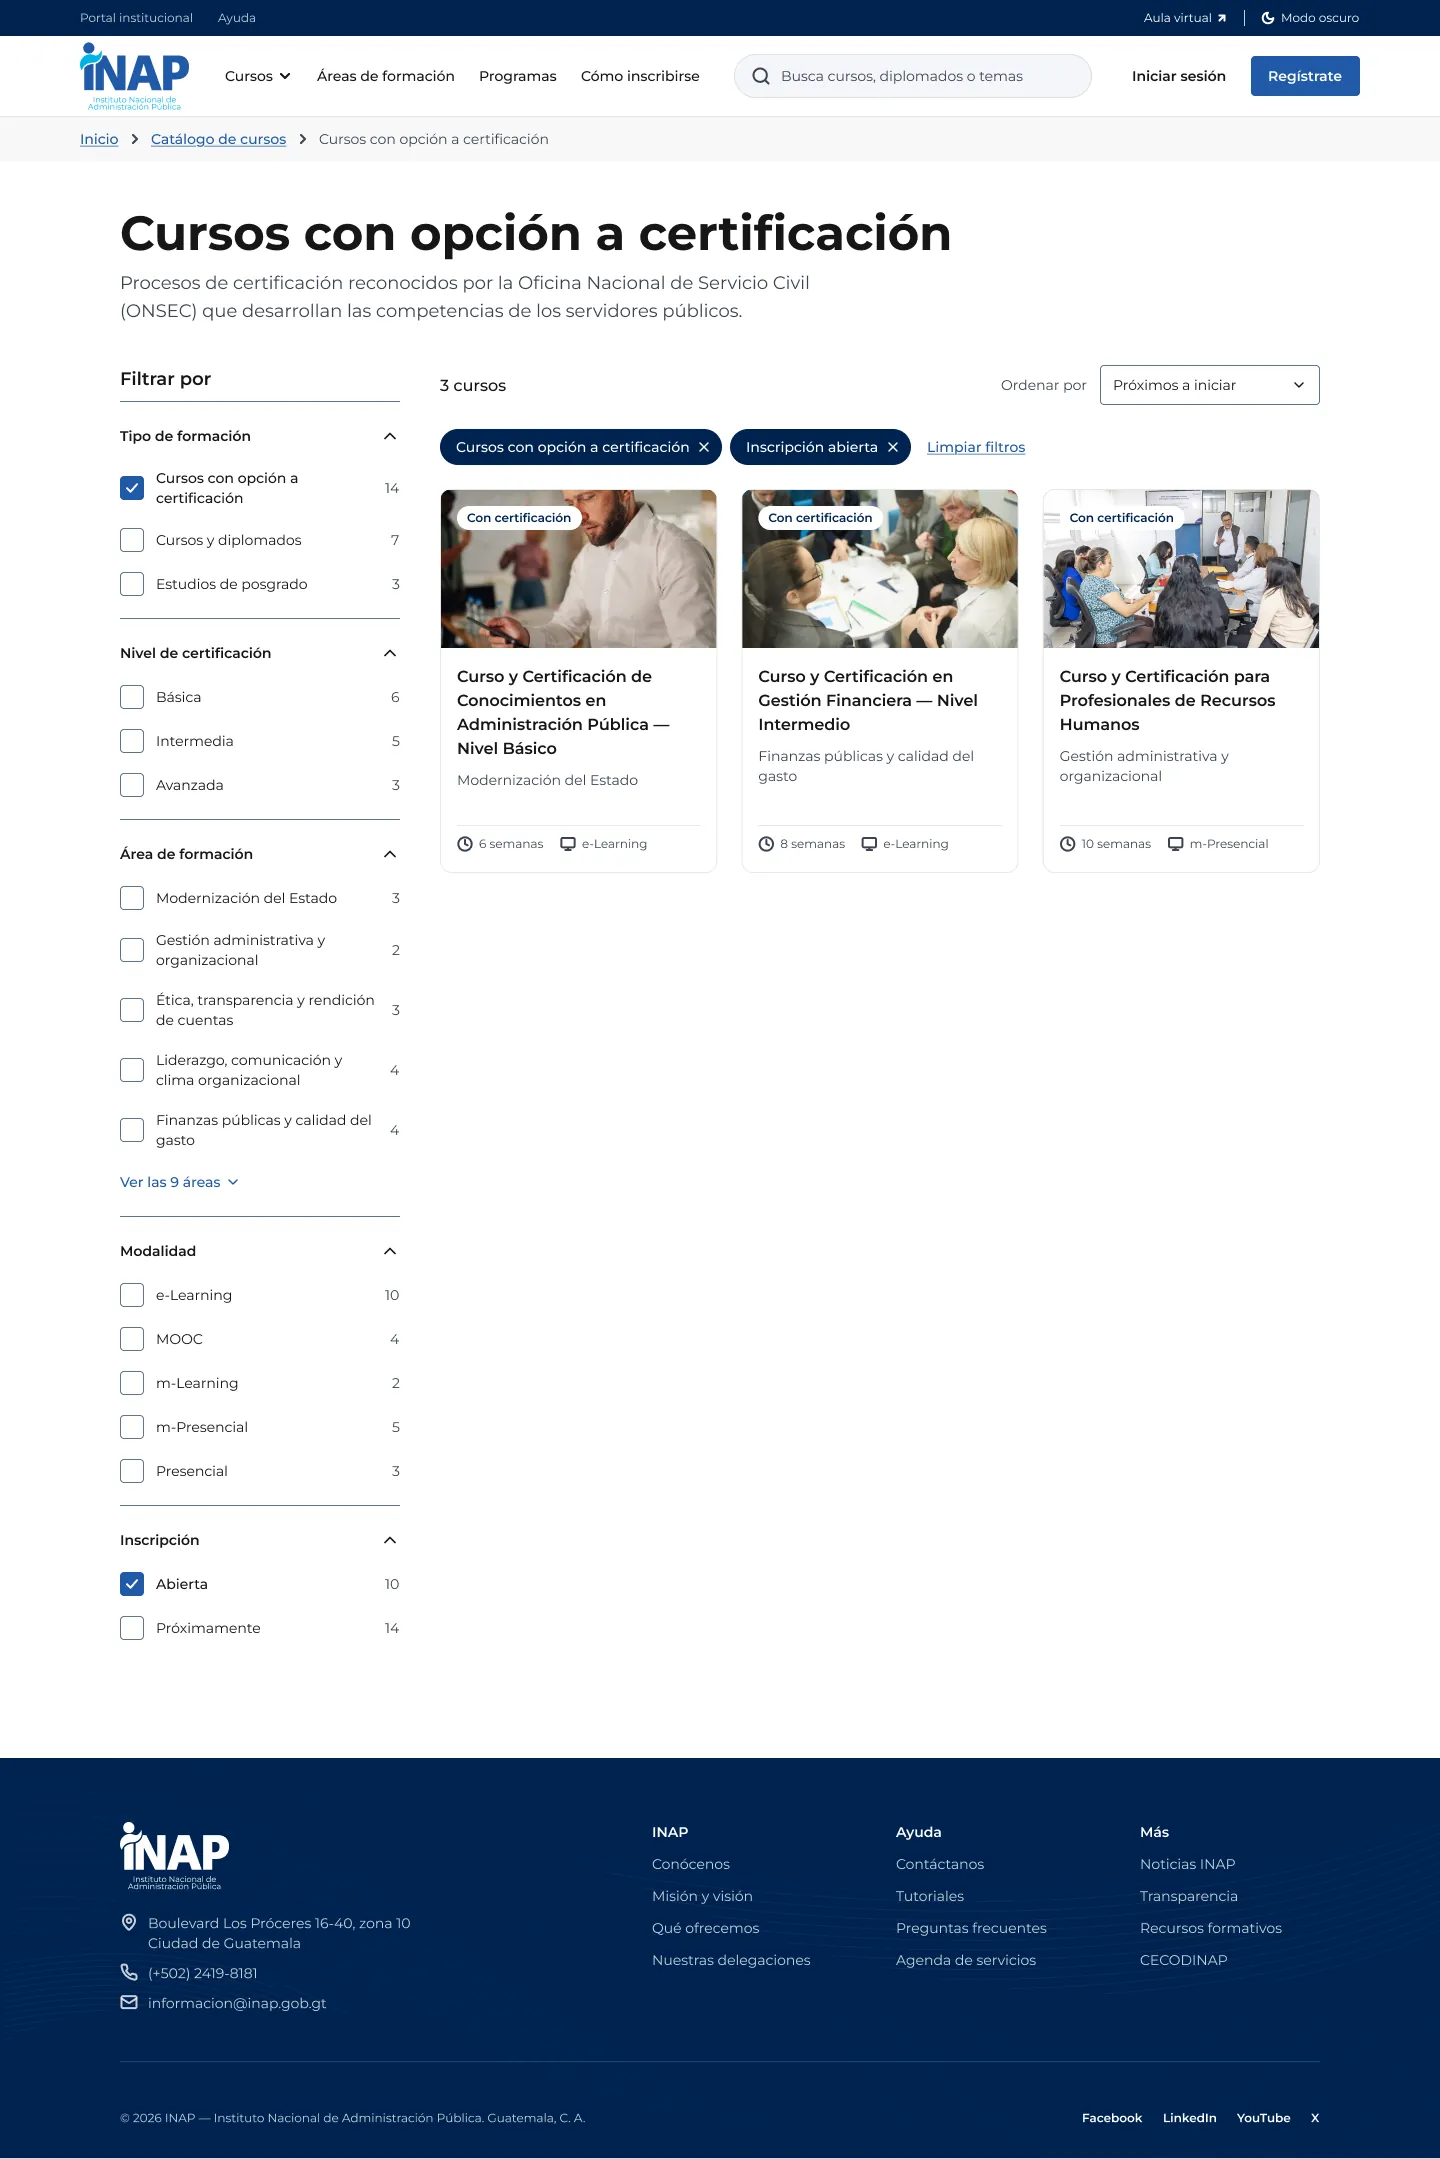 Portal institucional
Ayuda
Aula virtual
Modo oscuro
iNAP
Instituto Nacional de
Administración Pública
Cursos
Áreas de formación
Programas
Cómo inscribirse
Busca cursos, diplomados o temas
Iniciar sesión
Regístrate
Inicio
Catálogo de cursos
Cursos con opción a certificación
Cursos con opción a certificación
Procesos de certificación reconocidos por la Oficina Nacional de Servicio Civil
(ONSEC) que desarrollan las competencias de los servidores públicos.
Filtrar por
Tipo de formación
Cursos con opción a
certificación
14
Cursos y diplomados
7
Estudios de posgrado
3
Nivel de certificación
Básica
6
Intermedia
5
Avanzada
3
Área de formación
Modernización del Estado
3
Gestión administrativa y
organizacional
2
Ética, transparencia y rendición
de cuentas
3
Liderazgo, comunicación y
clima organizacional
4
Finanzas públicas y calidad del
gasto
4
Ver las 9 áreas
Modalidad
e-Learning
10
MOOC
4
m-Learning
2
m-Presencial
5
Presencial
3
Inscripción
Abierta
10
Próximamente
14
3 cursos
Ordenar por
Próximos a iniciar
Cursos con opción a certificación
Inscripción abierta
Limpiar filtros
Con certificación
Curso y Certificación de
Conocimientos en
Administración Pública —
Nivel Básico
Modernización del Estado
6 semanas
e-Learning
Con certificación
Curso y Certificación en
Gestión Financiera — Nivel
Intermedio
Finanzas públicas y calidad del
gasto
8 semanas
e-Learning
Con certificación
Curso y Certificación para
Profesionales de Recursos
Humanos
Gestión administrativa y
organizacional
10 semanas
m-Presencial
iNAP
Instituto Nacional de
Administración Pública
Boulevard Los Próceres 16-40, zona 10
Ciudad de Guatemala
(+502) 2419-8181
informacion@inap.gob.gt
INAP
Conócenos
Misión y visión
Qué ofrecemos
Nuestras delegaciones
Ayuda
Contáctanos
Tutoriales
Preguntas frecuentes
Agenda de servicios
Más
Noticias INAP
Transparencia
Recursos formativos
CECODINAP
© 2026 INAP — Instituto Nacional de Administración Pública. Guatemala, C. A.
Facebook
LinkedIn
YouTube
X